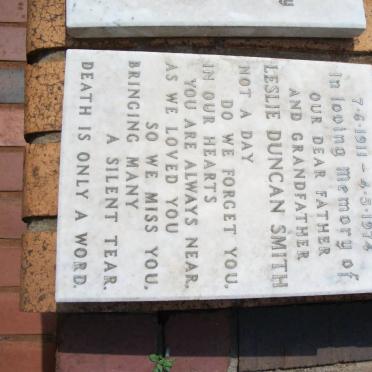 7-6-1911 – 4-5-1974
In loving Memory of
OUR DEAR FATHER
AND GRANDFATHER
LESLIE DUNCAN SMITH
NOT A DAY
DO WE FORGET YOU.
IN OUR HEARTS
YOU ARE ALWAYS NEAR,
AS WE LOVED YOU
SO WE MISS YOU,
BRINGING MANY
A SILENT TEAR.
DEATH IS ONLY A WORD.